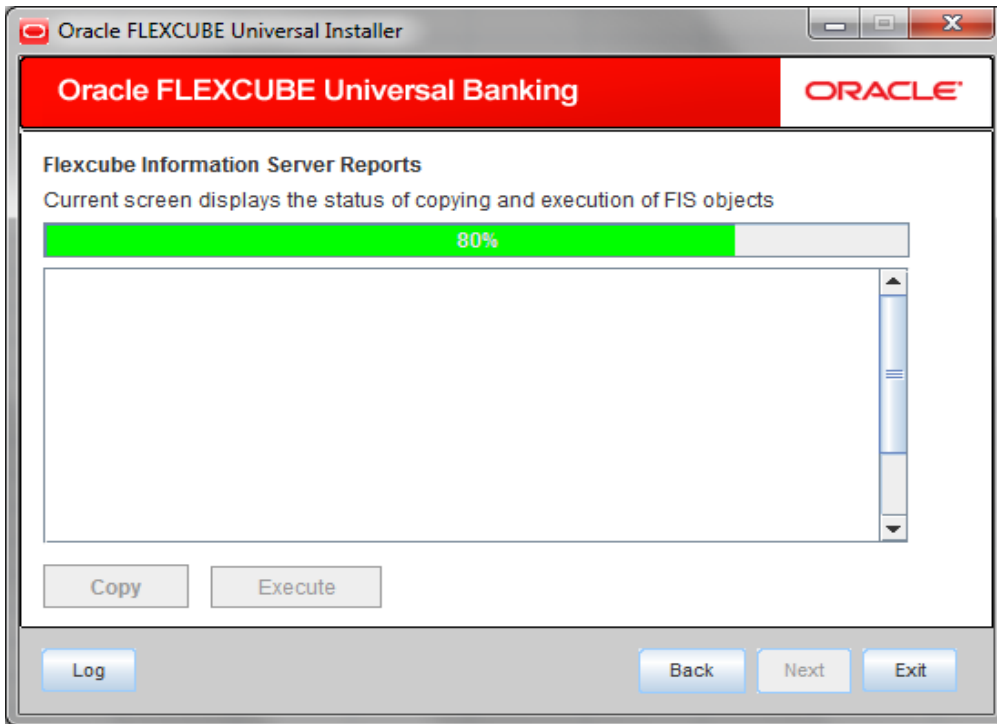 Oracle FLEXCUBE Universal Installer
Oracle FLEXCUBE Universal Banking
ORACLE®
Flexcube Information Server Reports
Current screen displays the status of copying and execution of FIS objects
80%
Copy Execute
Log Back Next Exit